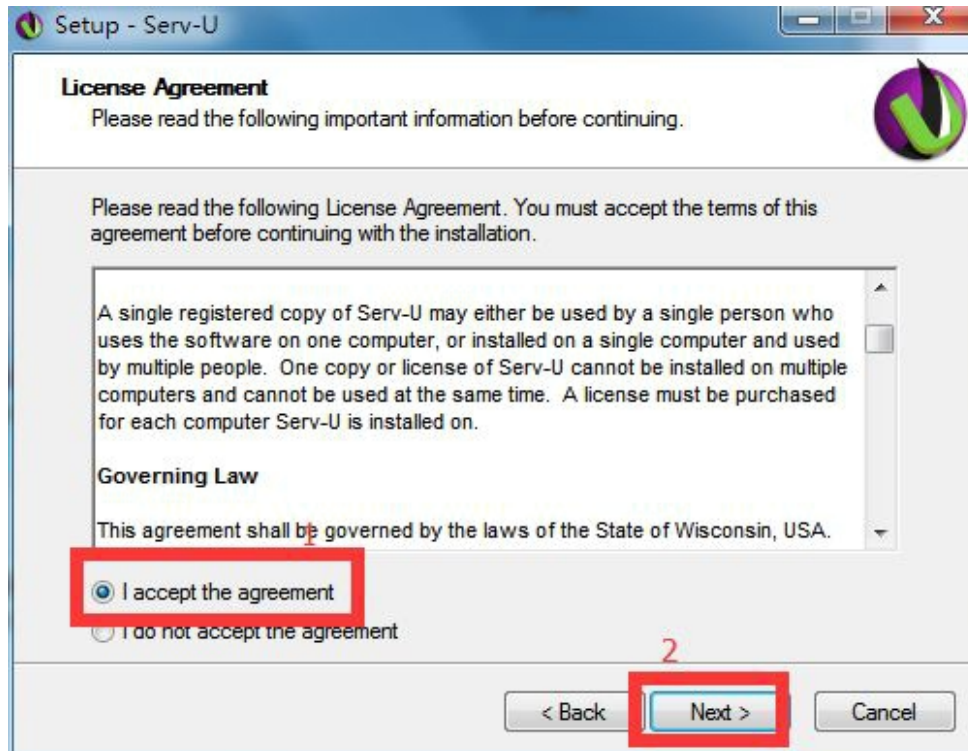 Setup - Serv-U
License Agreement
Please read the following important information before continuing.
Please read the following License Agreement. You must accept the terms of this
agreement before continuing with the installation.
A single registered copy of Serv-U may either be used by a single person who
uses the software on one computer, or installed on a single computer and used
by multiple people. One copy or license of Serv-U cannot be installed on multiple
computers and cannot be used at the same time. A license must be purchased
for each computer Serv-U is installed on.
Governing Law
This agreement shall be governed by the laws of the State of Wisconsin, USA.
1
I accept the agreement
I do not accept the agreement
2
< Back
Next >
Cancel